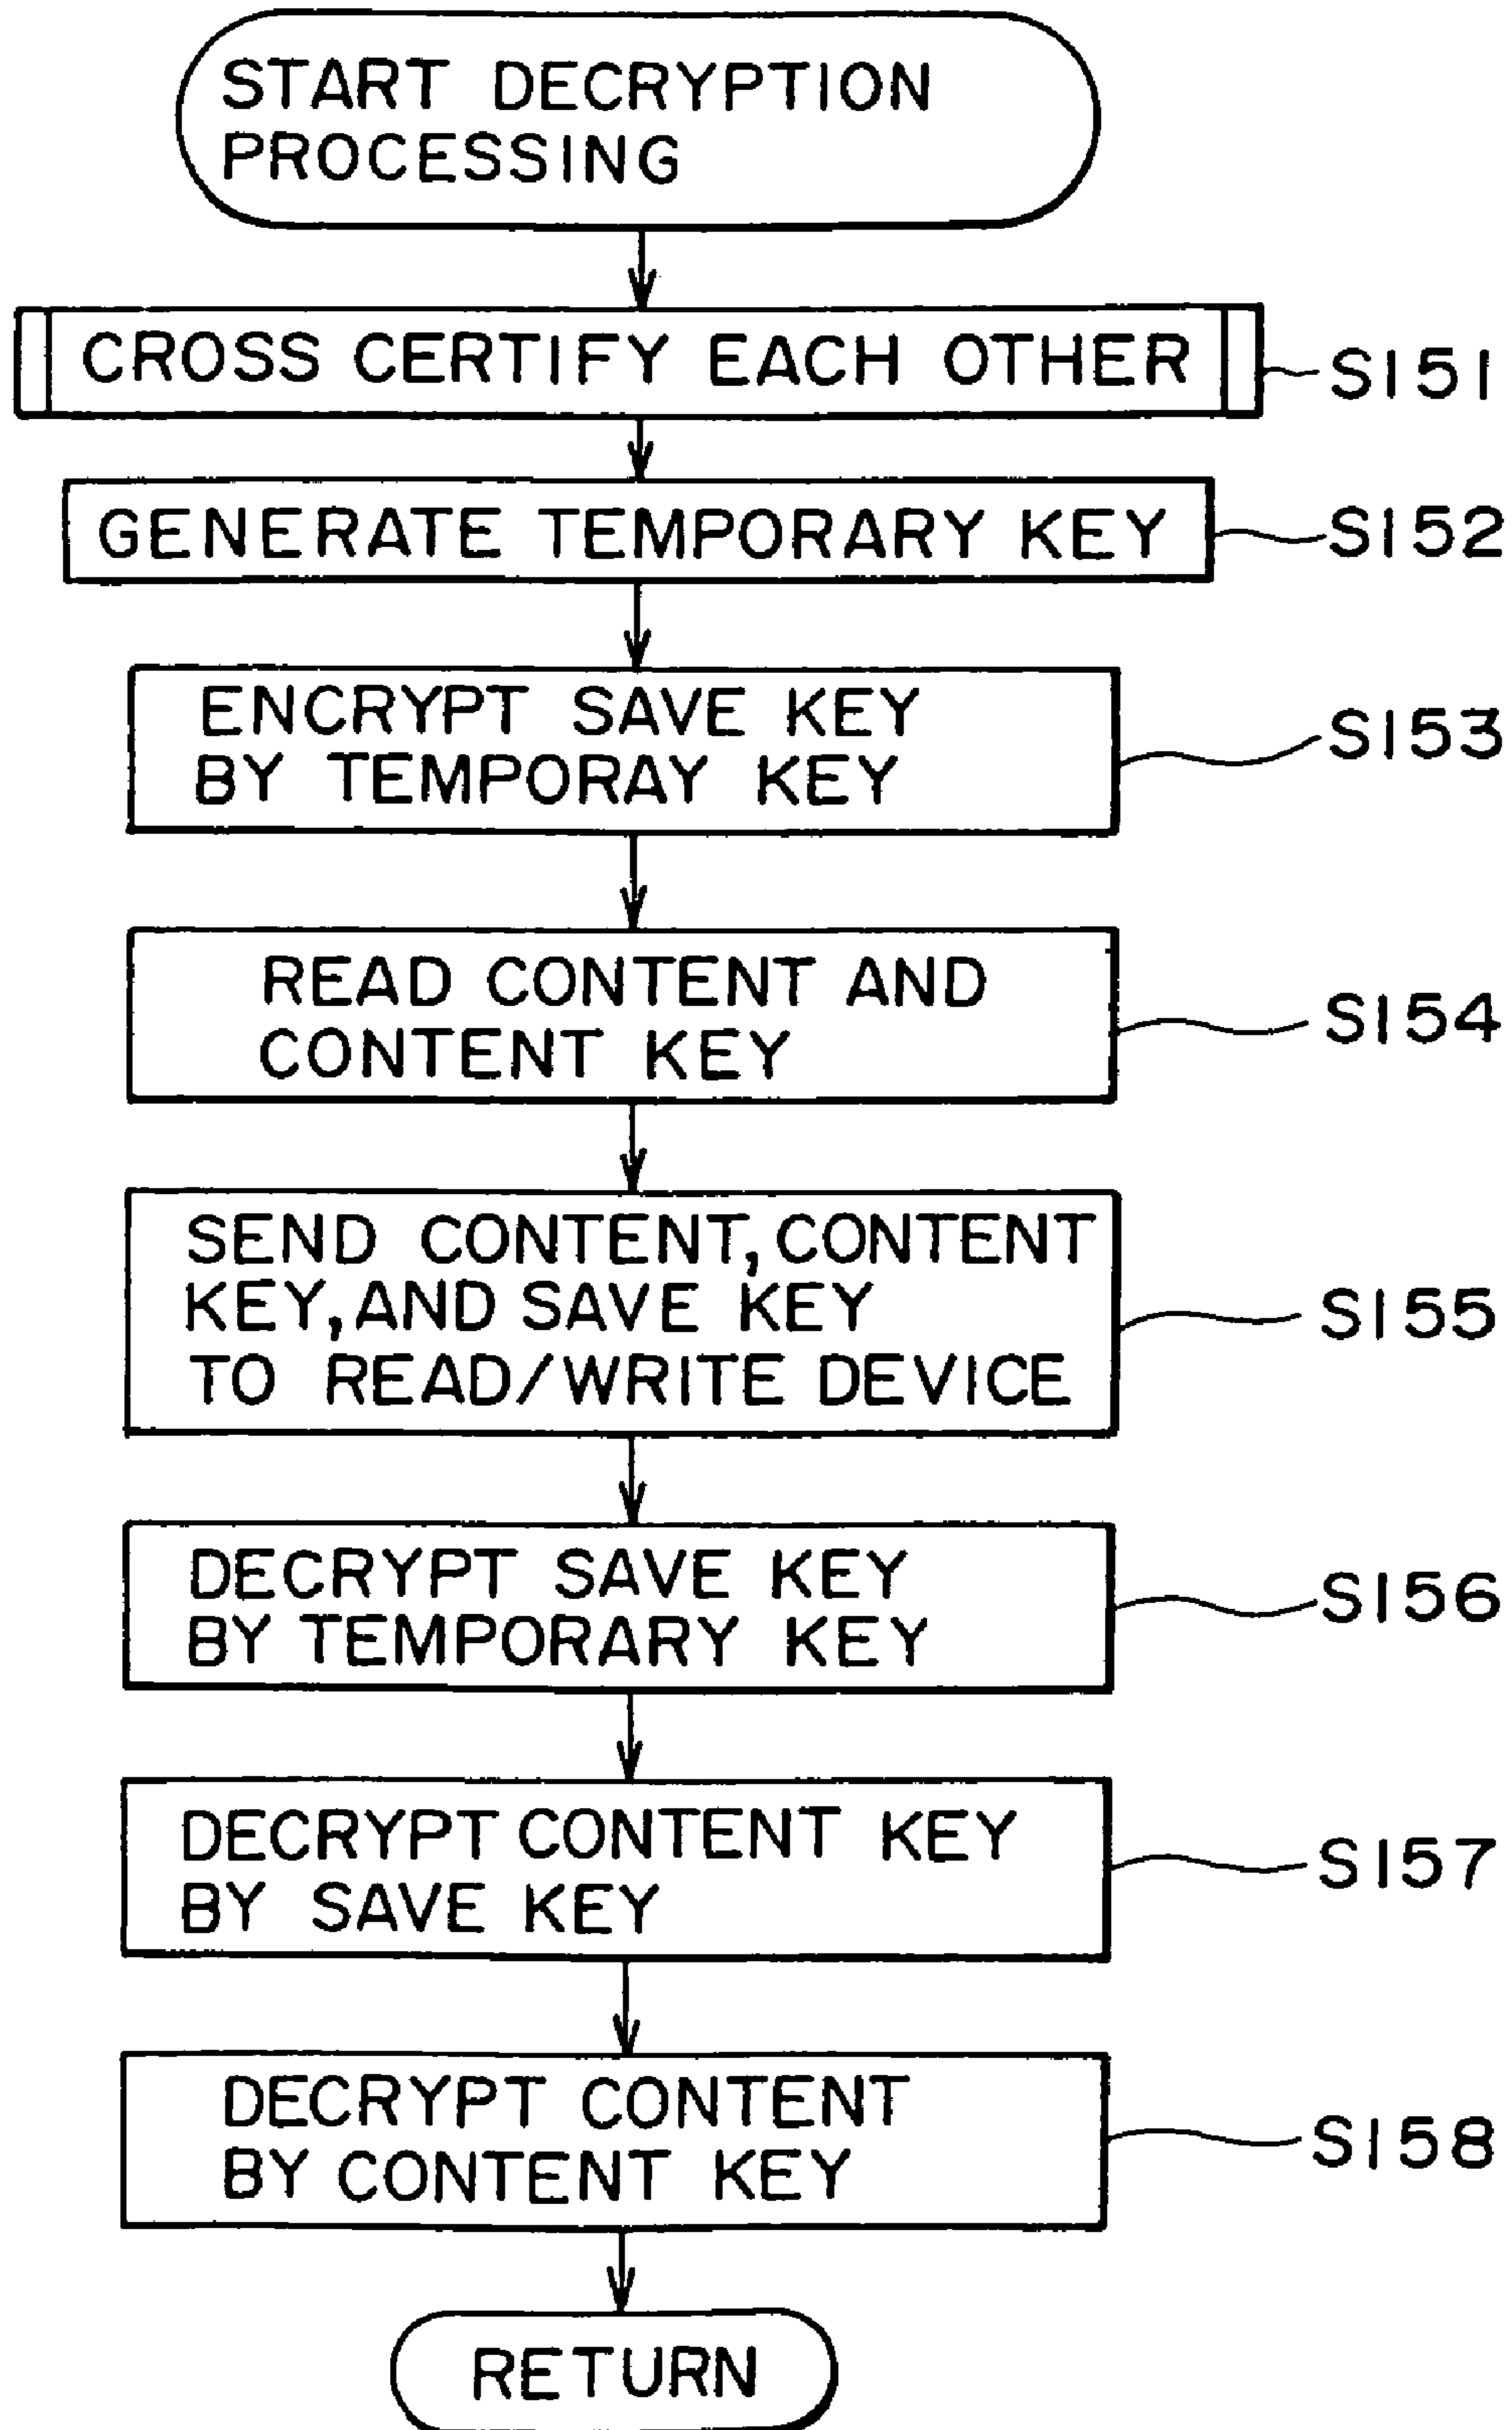 START DECRYPTION
PROCESSING
CROSS CERTIFY EACH OTHER
S151
GENERATE TEMPORARY KEY
S152
ENCRYPT SAVE KEY
BY TEMPORAY KEY
S153
READ CONTENT AND
CONTENT KEY
S154
SEND CONTENT, CONTENT
KEY, AND SAVE KEY
TO READ/WRITE DEVICE
S155
DECRYPT SAVE KEY
BY TEMPORARY KEY
S156
DECRYPT CONTENT KEY
BY SAVE KEY
S157
DECRYPT CONTENT
BY CONTENT KEY
S158
RETURN